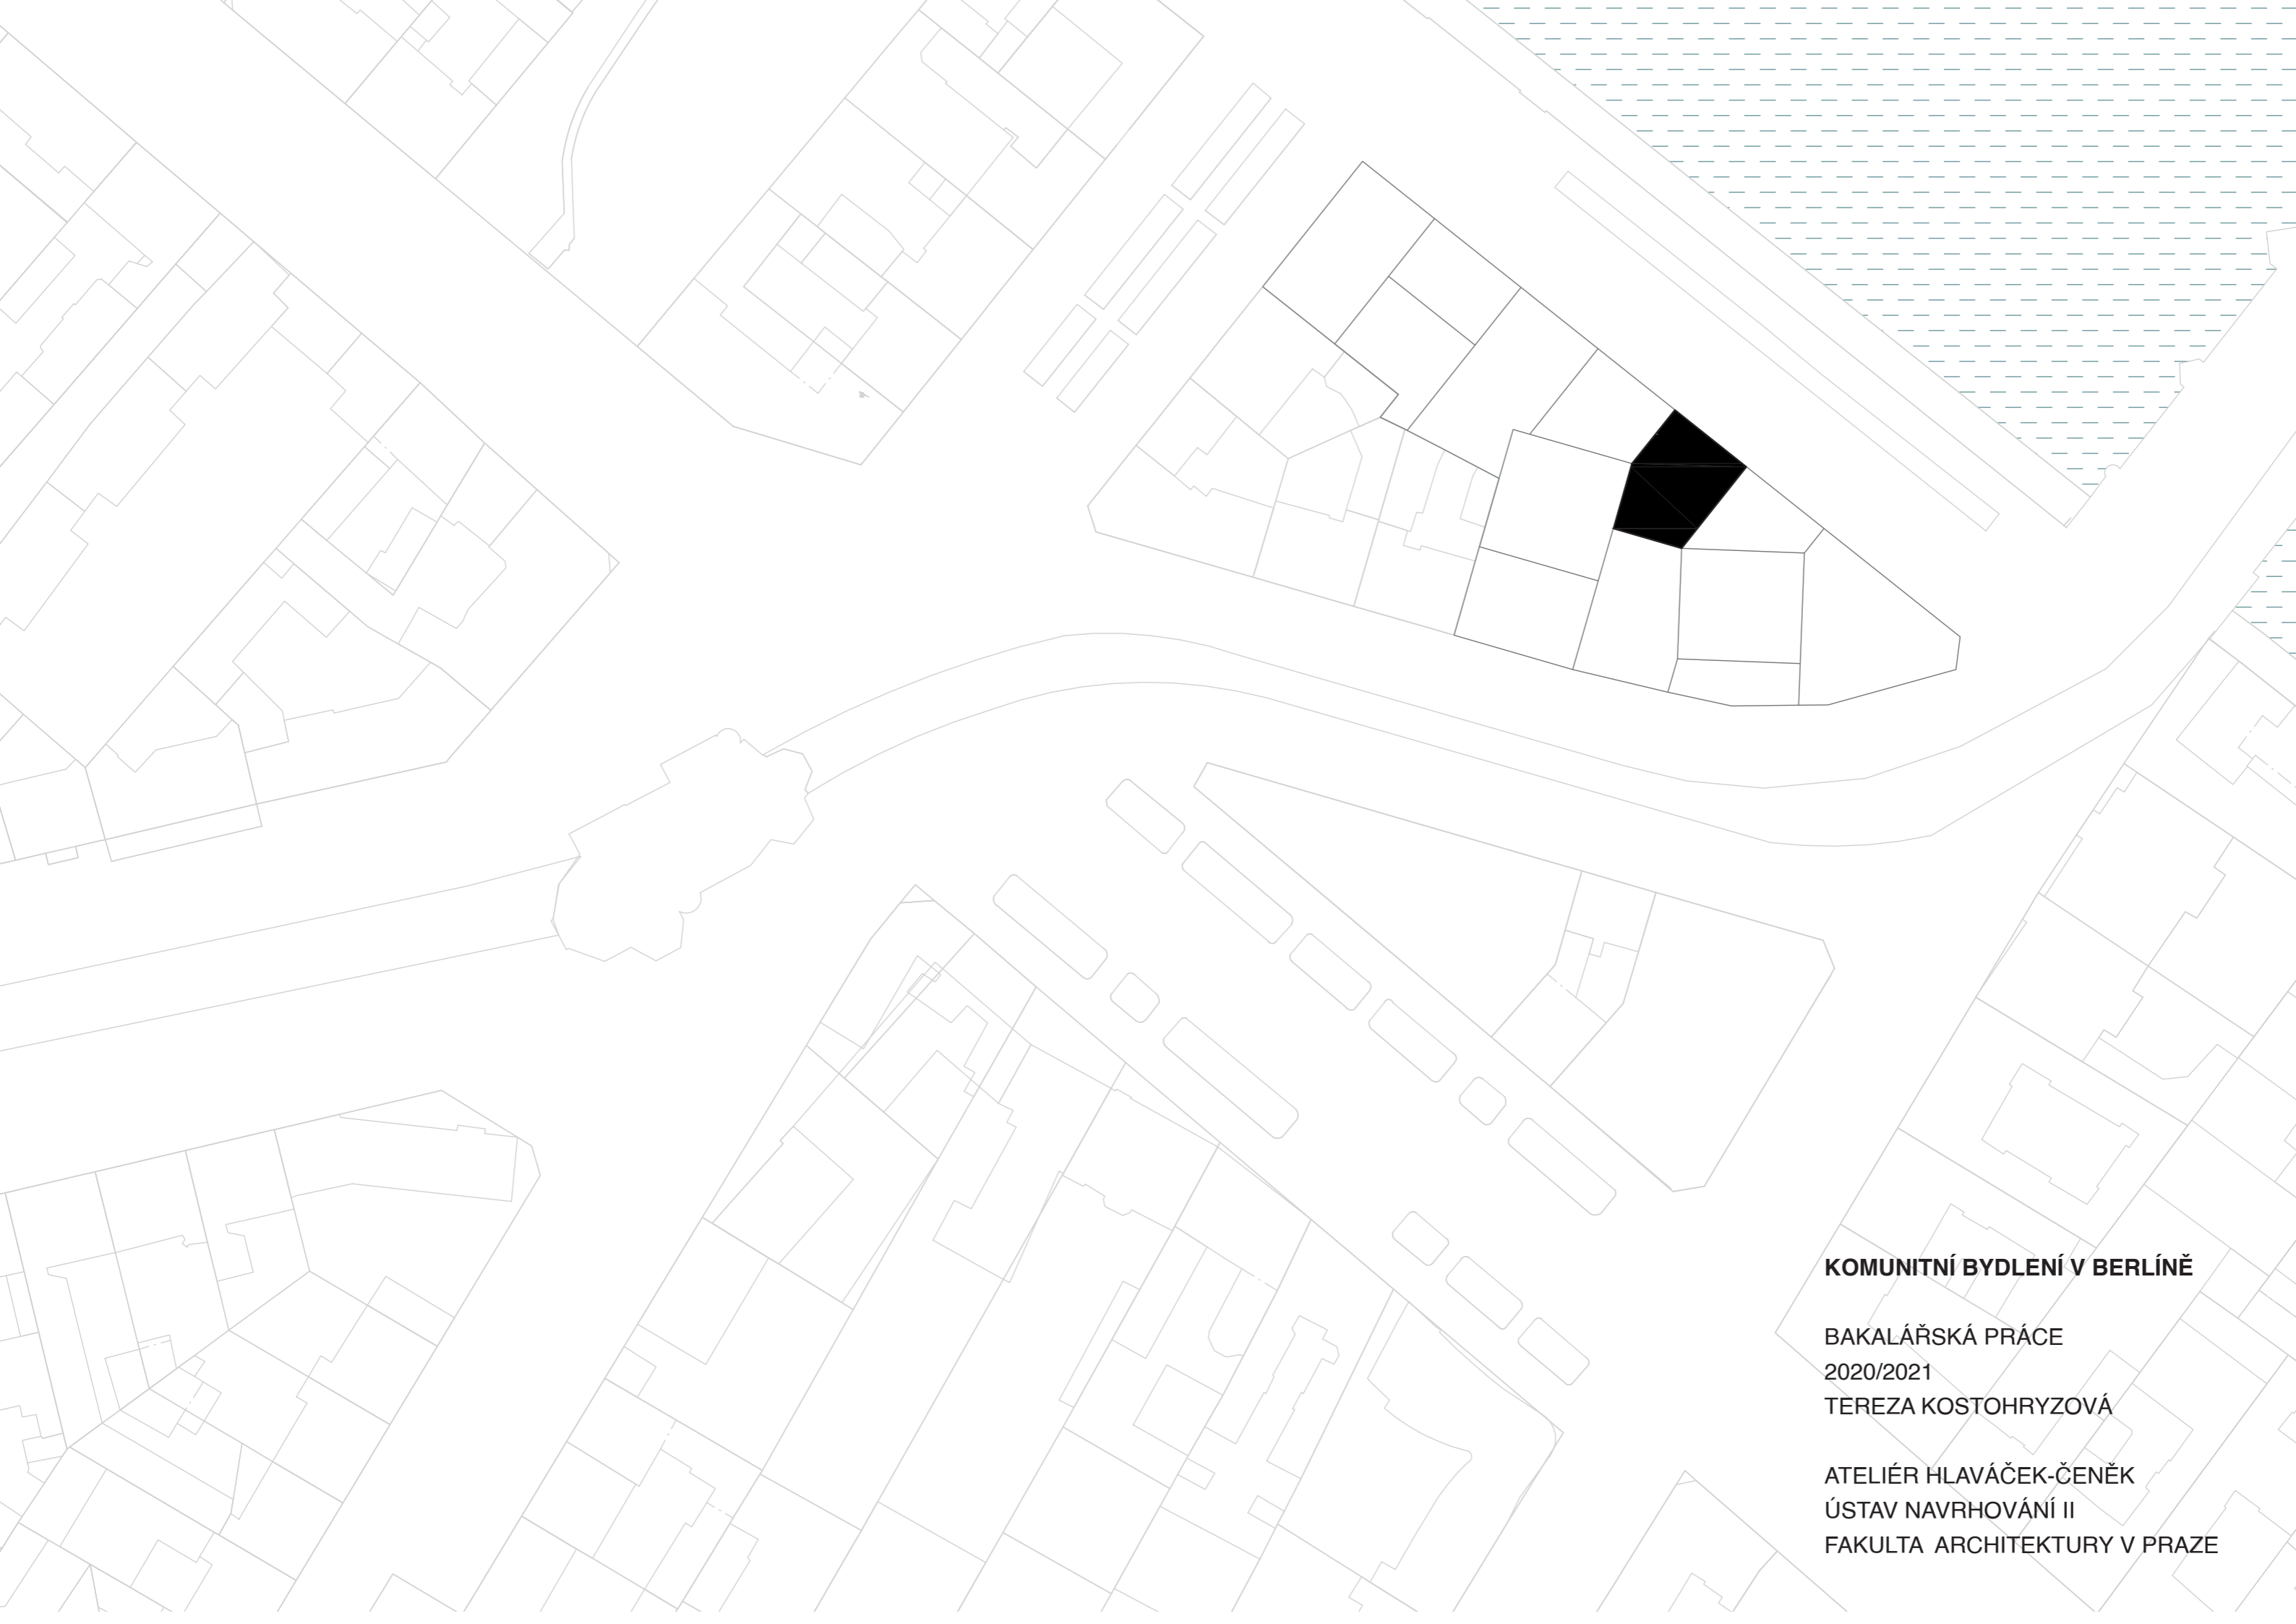 KOMUNITNÍ BYDLENÍ V BERLÍNĚ
BAKALÁŘSKÁ PRÁCE
2020/2021
TEREZA KOSTOHRYZOVÁ
ATELIÉR HLAVÁČEK-ČENĚK
ÚSTAV NAVRHOVÁNÍ II
FAKULTA  ARCHITEKTURY V PRAZE